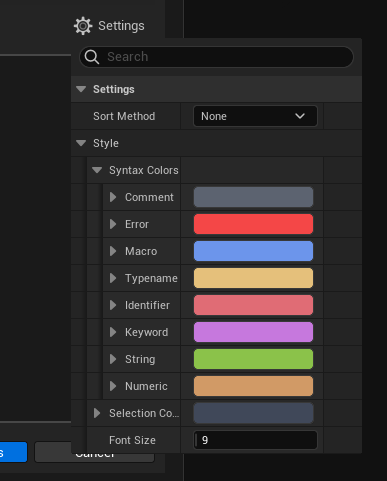 Settings
Search
Settings
Sort Method None
Style
Syntax Colors
Comment
Error
Macro
Typename
Identifier
Keyword
String
Numeric
Selection Co...
Font Size 9